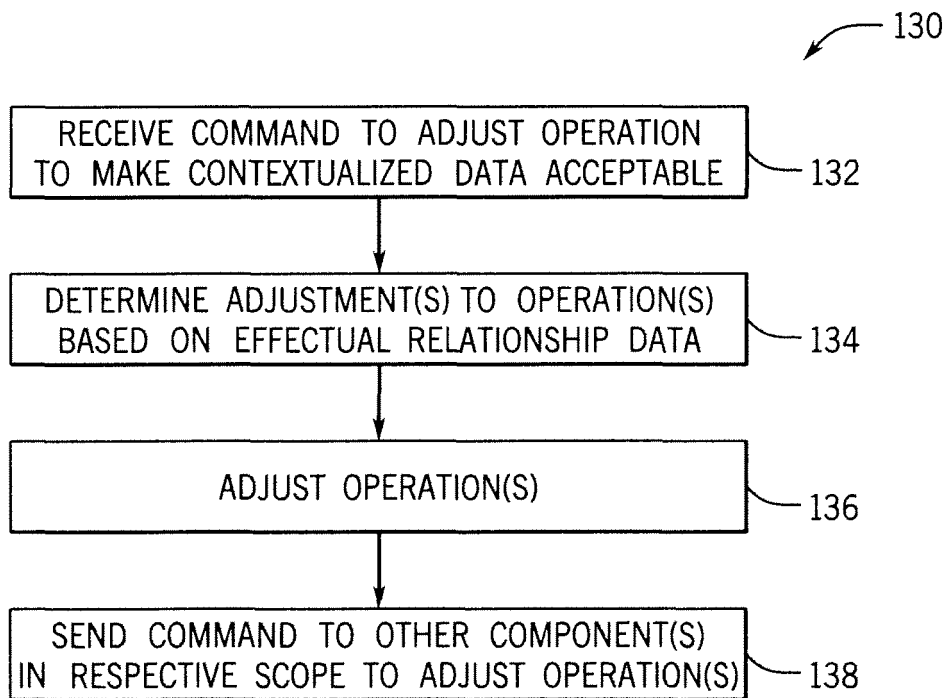 130
RECEIVE COMMAND TO ADJUST OPERATION
TO MAKE CONTEXTUALIZED DATA ACCEPTABLE
132
DETERMINE ADJUSTMENT(S) TO OPERATION(S)
BASED ON EFFECTUAL RELATIONSHIP DATA
134
ADJUST OPERATION(S)
136
SEND COMMAND TO OTHER COMPONENT(S)
IN RESPECTIVE SCOPE TO ADJUST OPERATION(S)
138